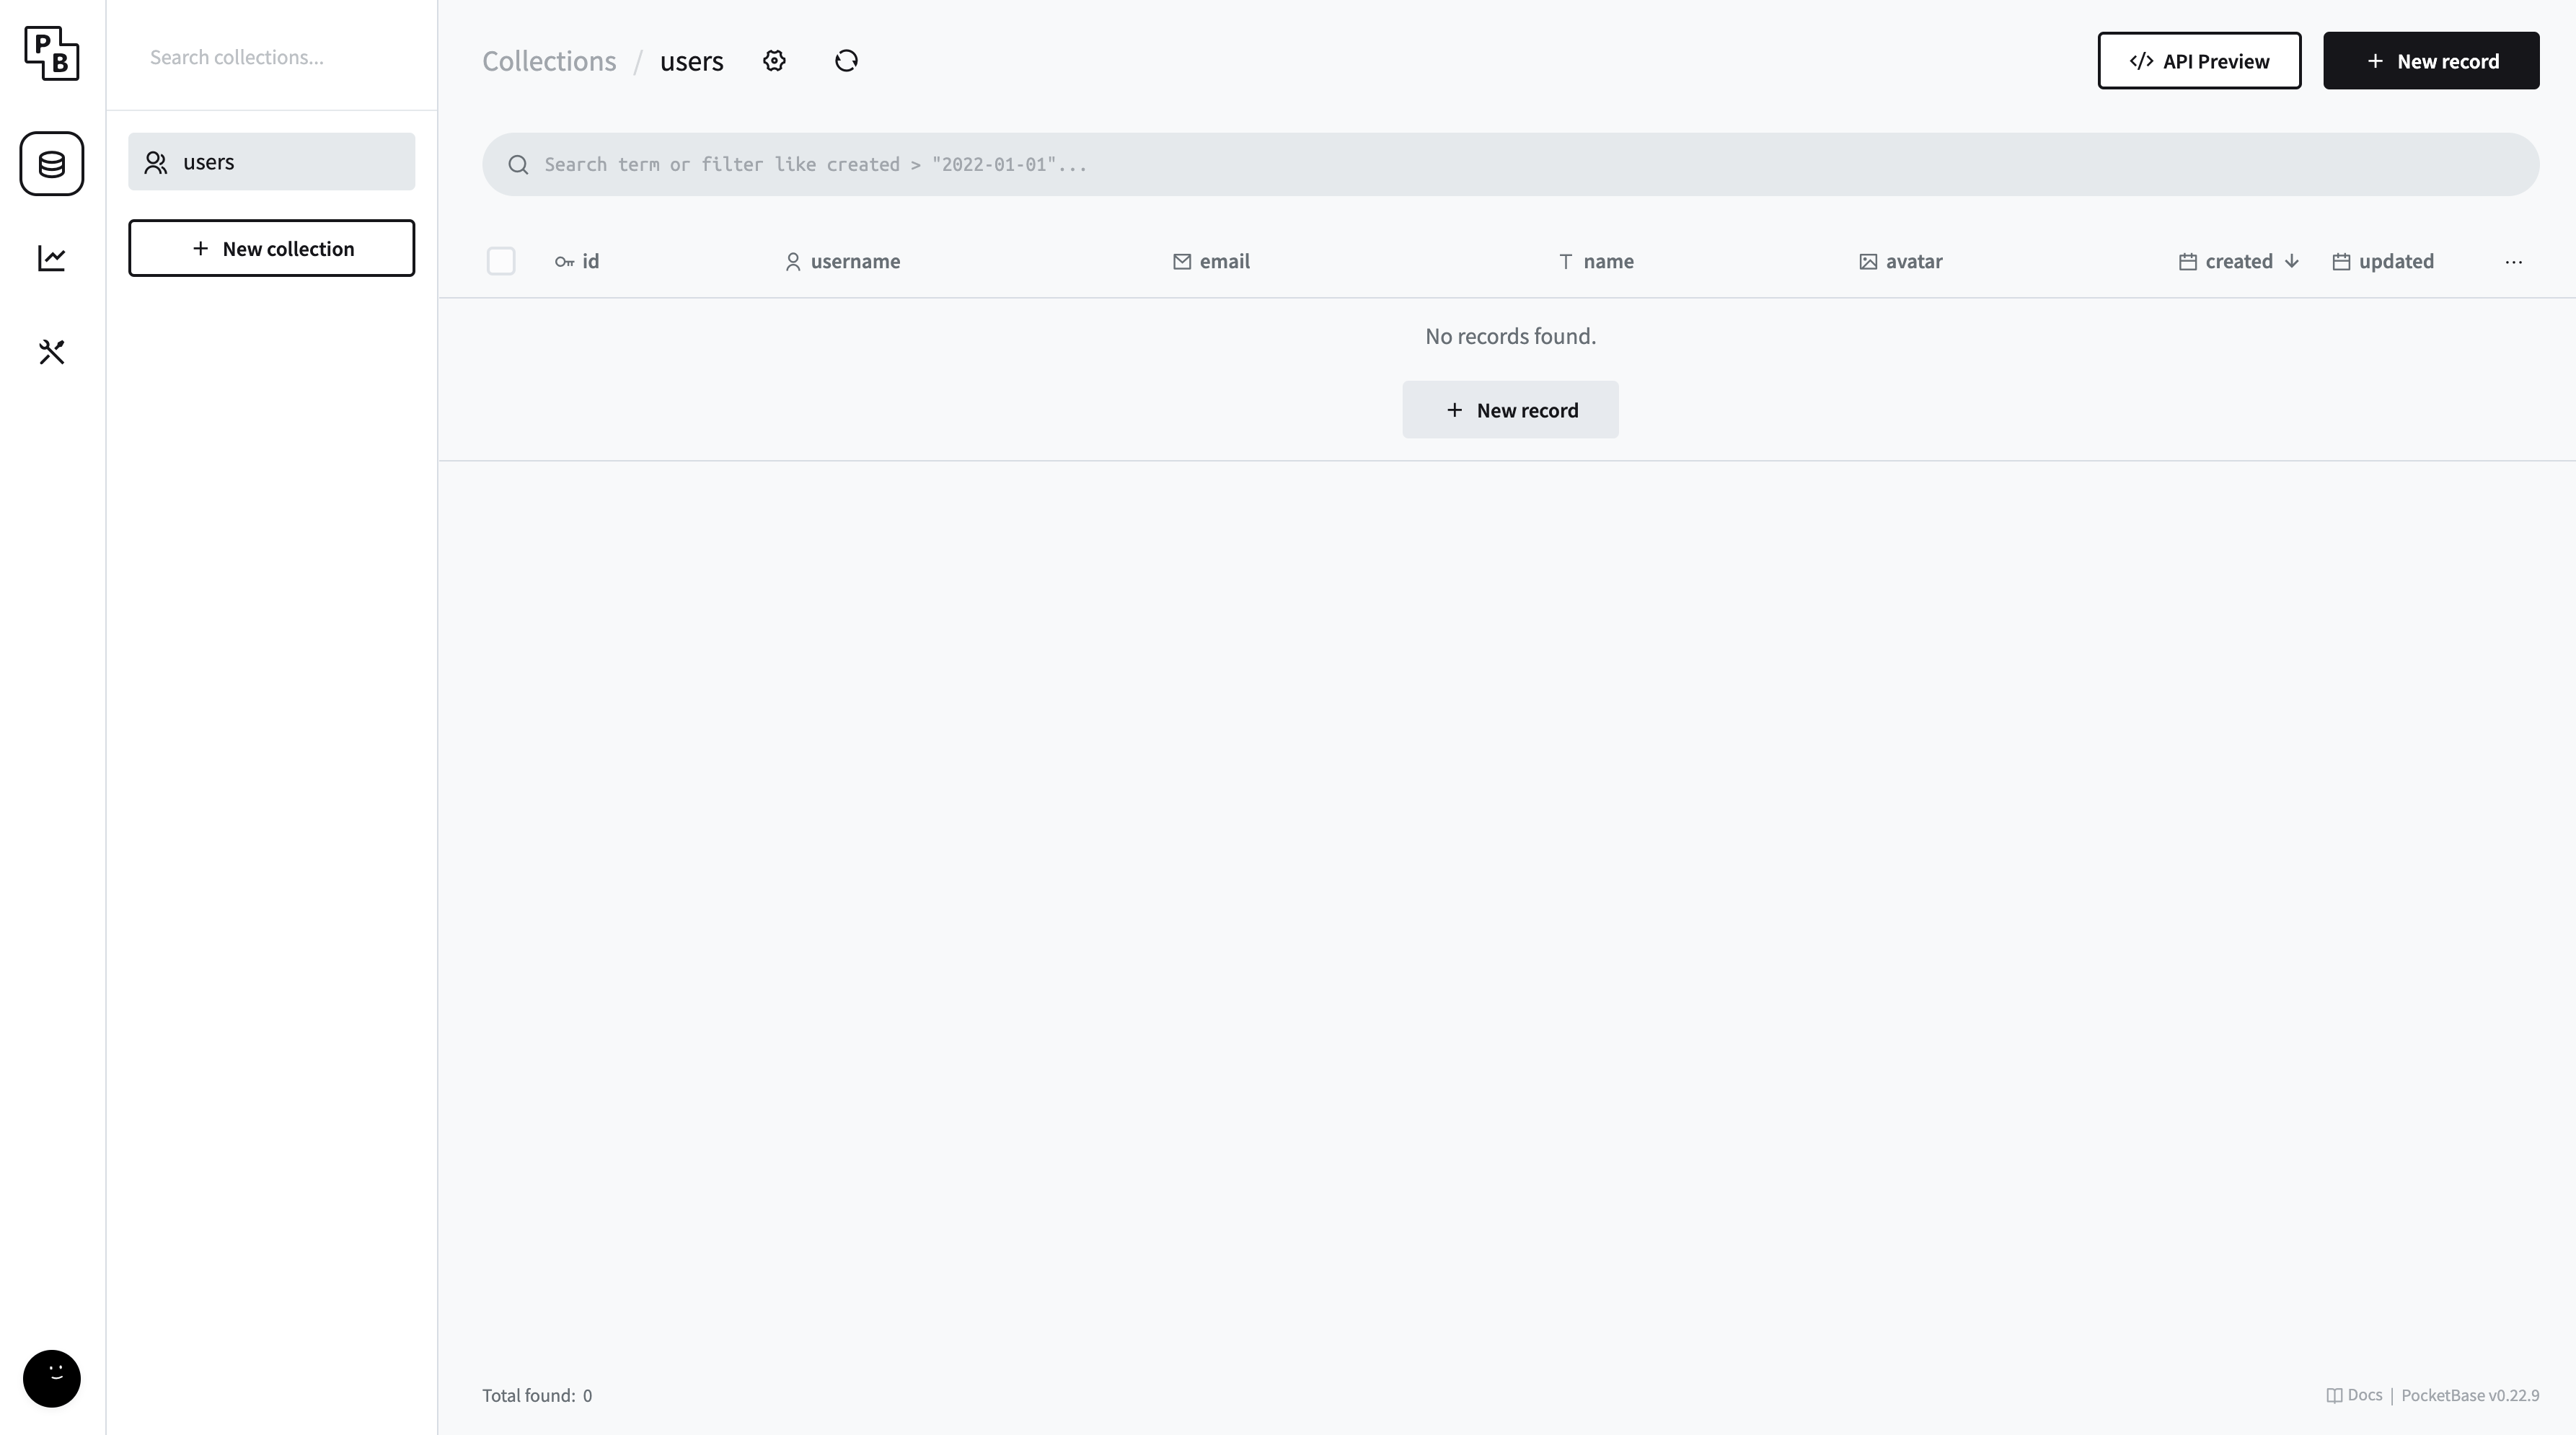 PB
Search collections...
users
New collection
Collections / users
API Preview
New record
Search term or filter like created > "2022-01-01"...
id username email name avatar created updated
No records found.
New record
Total found: 0
Docs | PocketBase v0.22.9